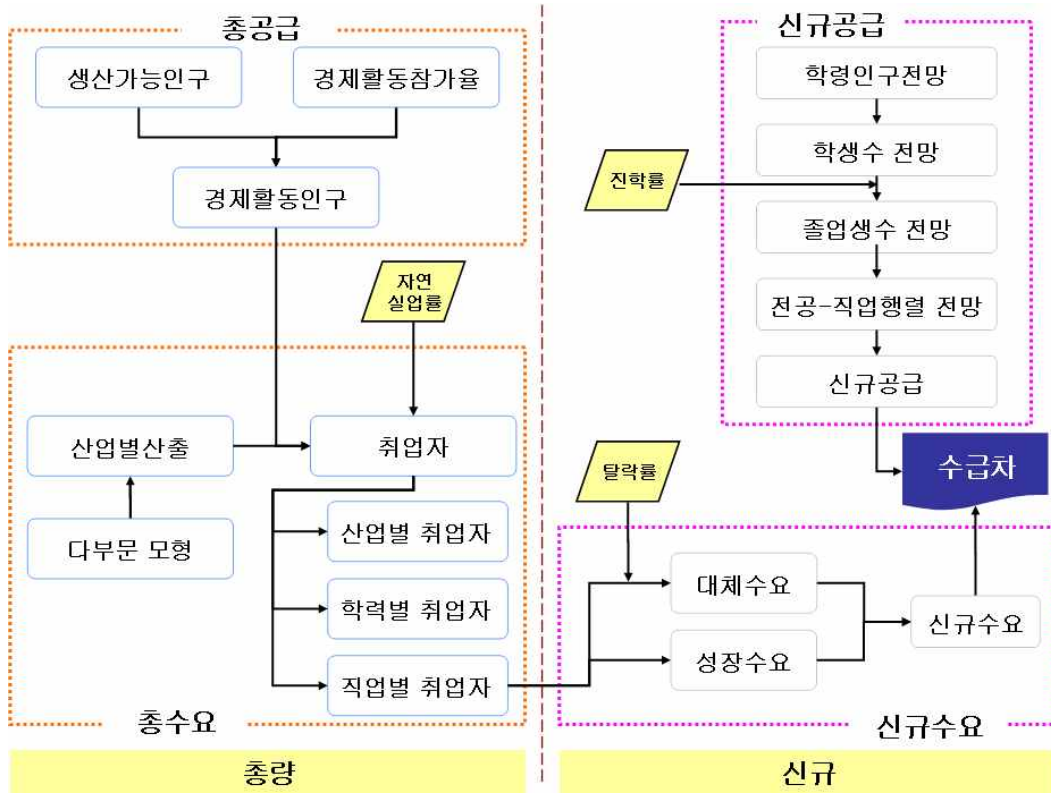 총공급
생산가능인구
경제활동참가율
경제활동인구
자연
실업률
산업별산출
취업자
다부문 모형
산업별 취업자
학력별 취업자
직업별 취업자
총수요
총량
신규공급
학령인구전망
학생수 전망
진학률
졸업생수 전망
전공-직업행렬 전망
신규공급
수급차
탈락률
대체수요
성장수요
신규수요
신규수요
신규